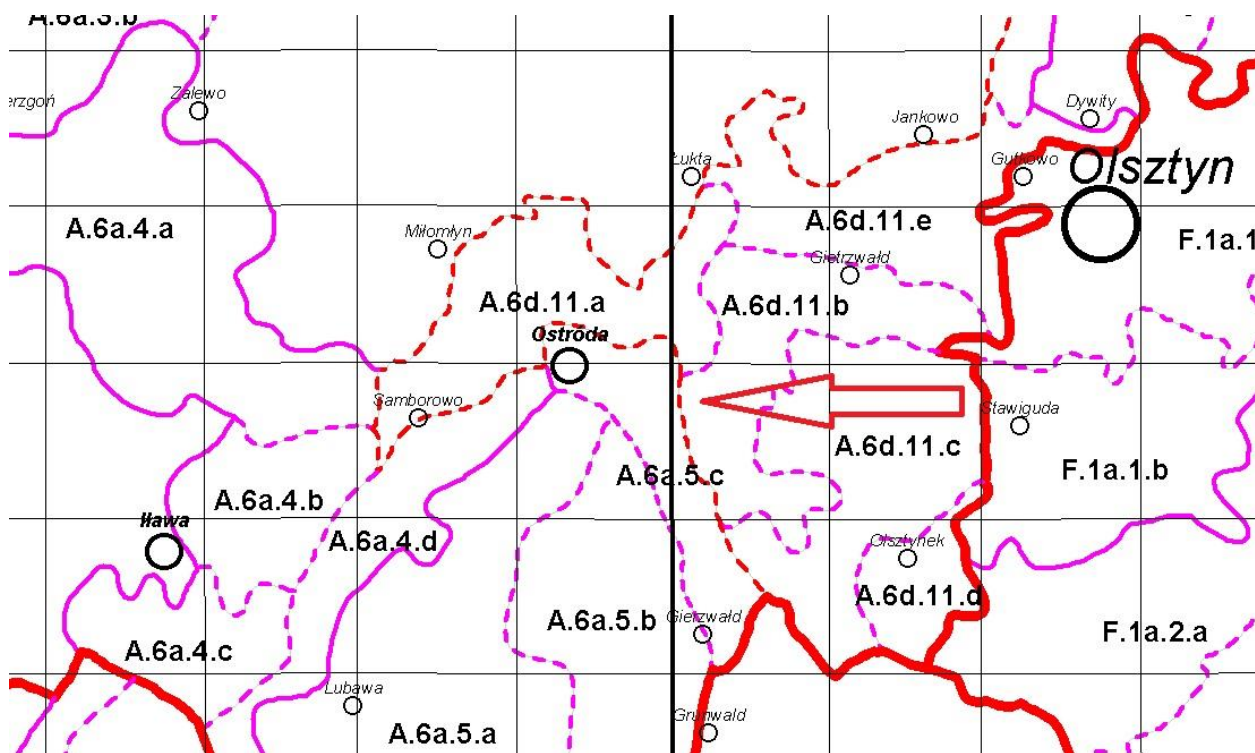 A.6a.3.b
erzgoń
Zalewo
Jankowo
Dywity
Łukta
Gutkowo
Olsztyn
A.6a.4.a
Miłomłyn
A.6d.11.e
F.1a.1
Gietrzwałd
A.6d.11.a
A.6d.11.b
Ostróda
Samborowo
Stawiguda
A.6d.11.c
A.6a.5.c
F.1a.1.b
A.6a.4.b
Iława
A.6a.4.d
Olsztynek
A.6d.11.d
A.6a.5.b
Gierzwałd
F.1a.2.a
A.6a.4.c
Lubawa
Grunwald
A.6a.5.a